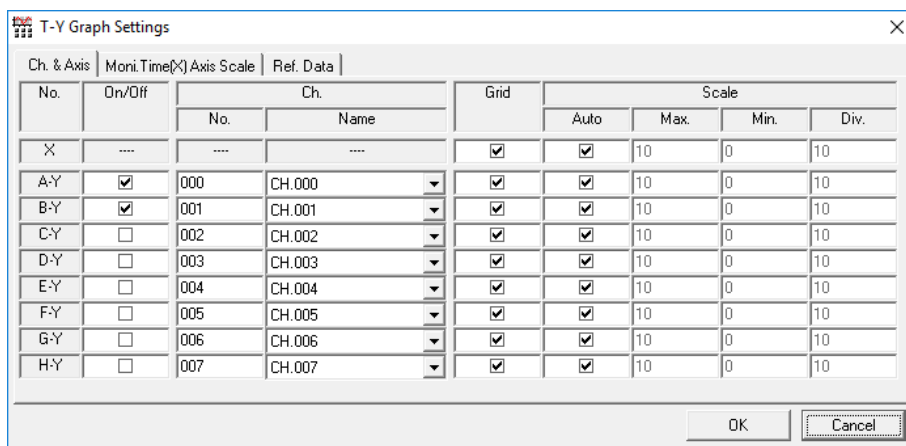 T-Y Graph Settings
Ch. & Axis Moni.Time(X) Axis Scale Ref. Data
No. On/Off Ch. Grid Scale
No. Name Auto Max. Min. Div.
X ---- ---- ---- 10 0 10
A-Y 000 CH.000 10 0 10
B-Y 001 CH.001 10 0 10
C-Y 002 CH.002 10 0 10
D-Y 003 CH.003 10 0 10
E-Y 004 CH.004 10 0 10
F-Y 005 CH.005 10 0 10
G-Y 006 CH.006 10 0 10
H-Y 007 CH.007 10 0 10
OK Cancel